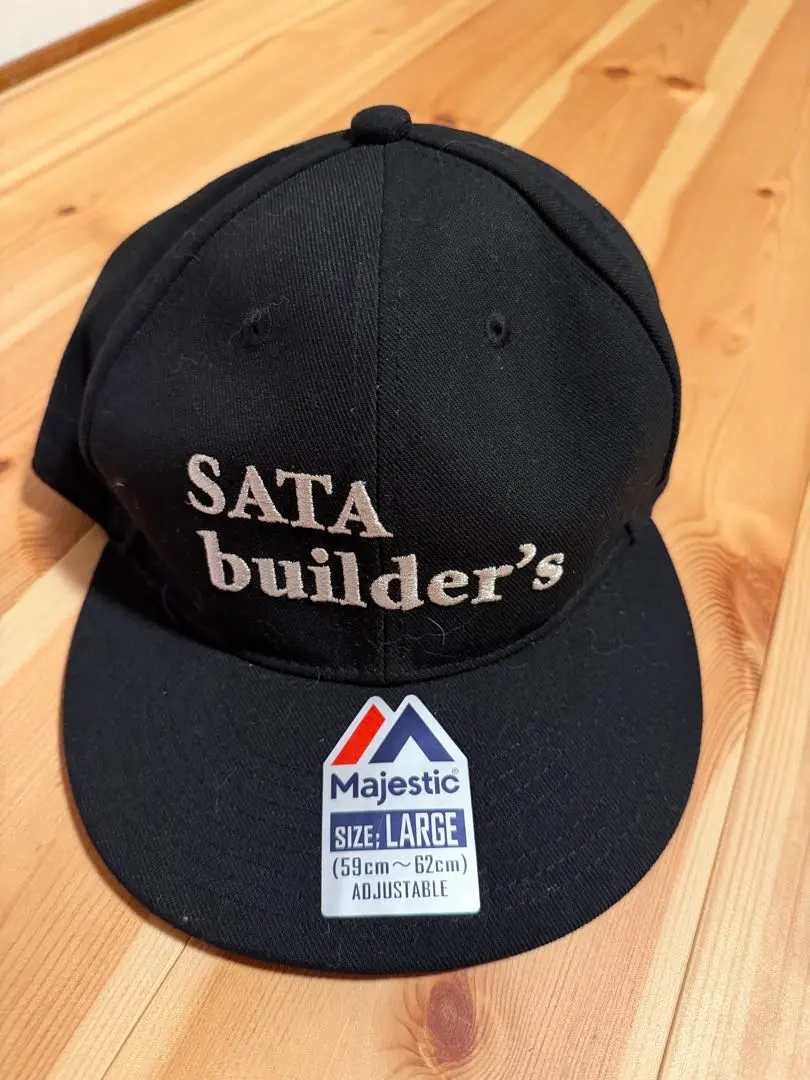 SATA
builder's
Majestic®
SIZE; LARGE
(59cm～62cm)
ADJUSTABLE